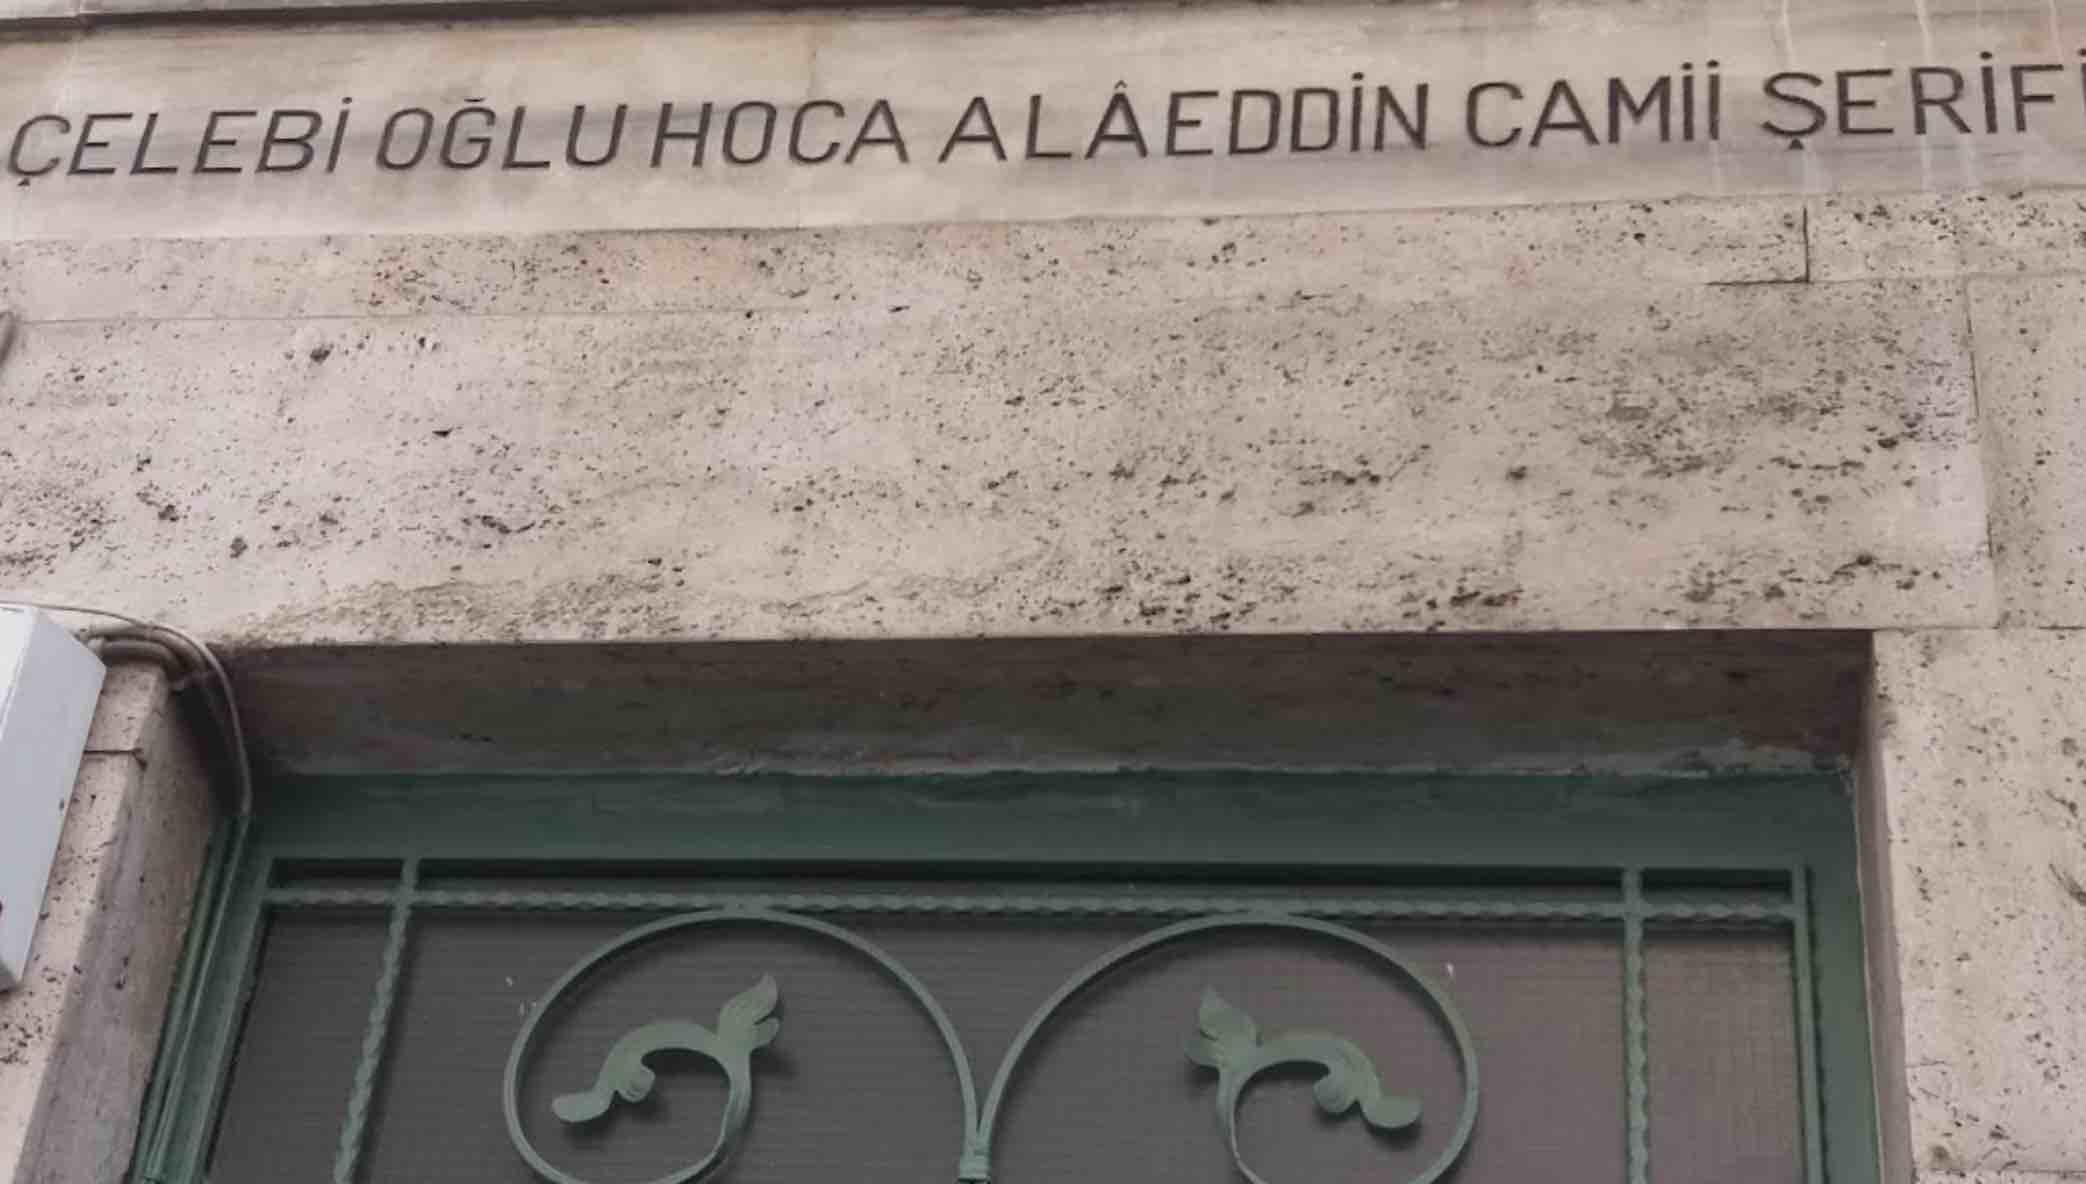 ÇELEBİ OĞLU HOCA ALÂEDDİN CAMİİ ŞERİFİ